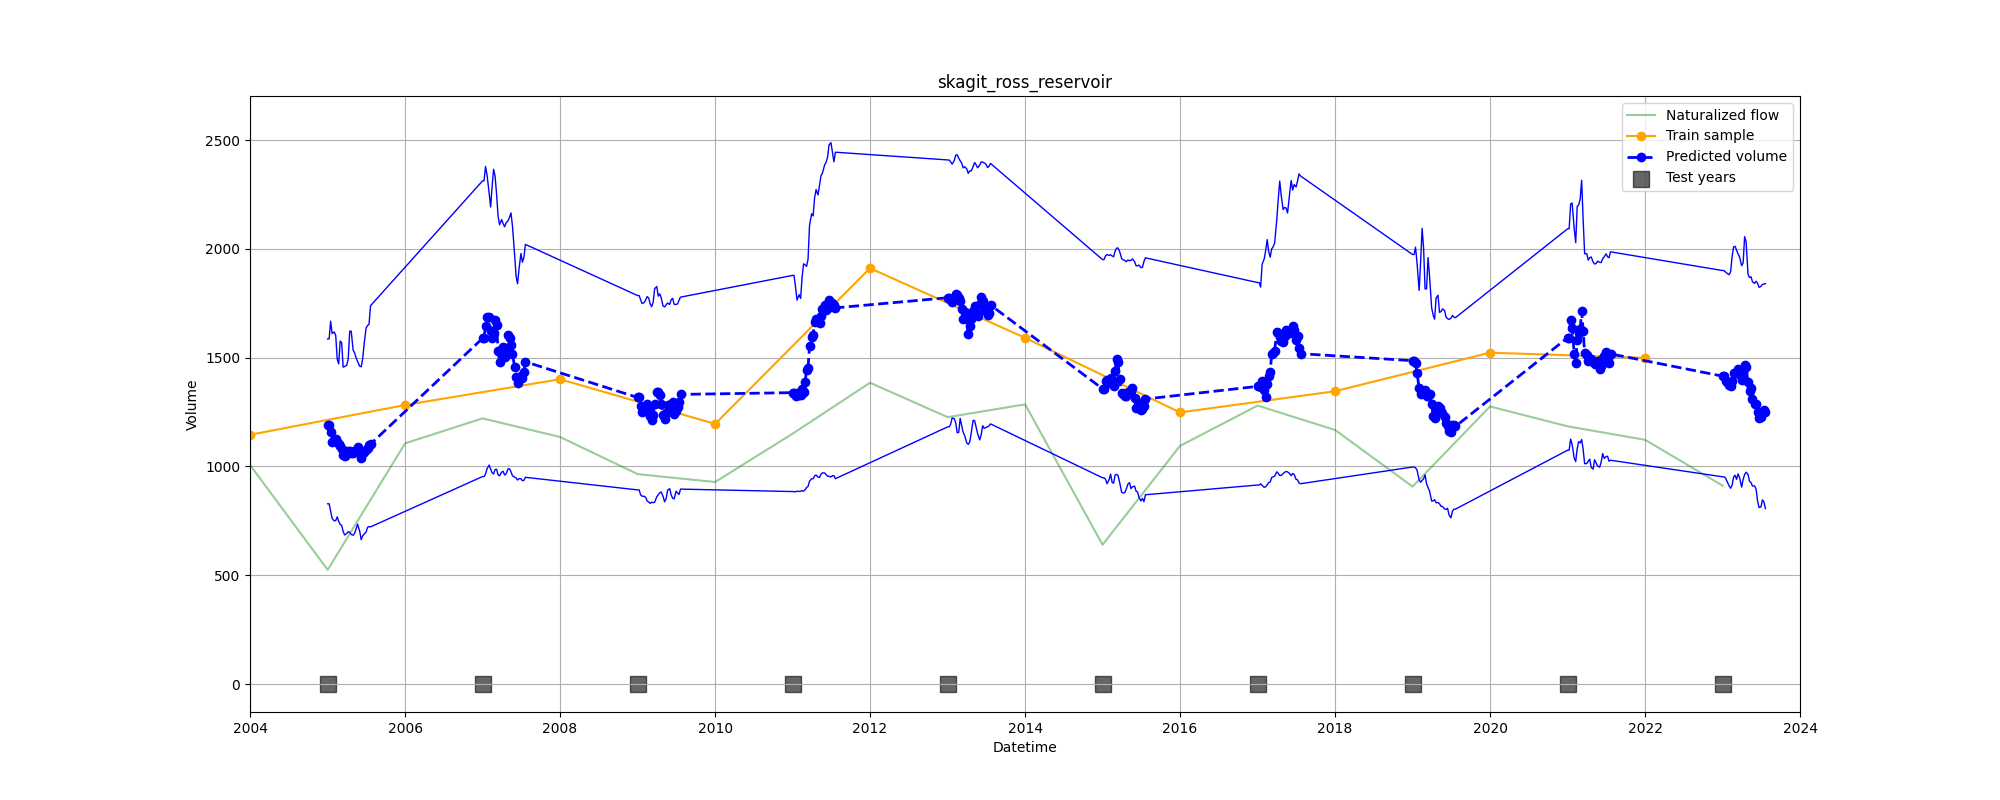 skagit_ross_reservoir
Naturalized flow
Train sample
Predicted volume
Test years
Volume
2500
2000
1500
1000
500
0
2004 2006 2008 2010 2012 2014 2016 2018 2020 2022 2024
Datetime